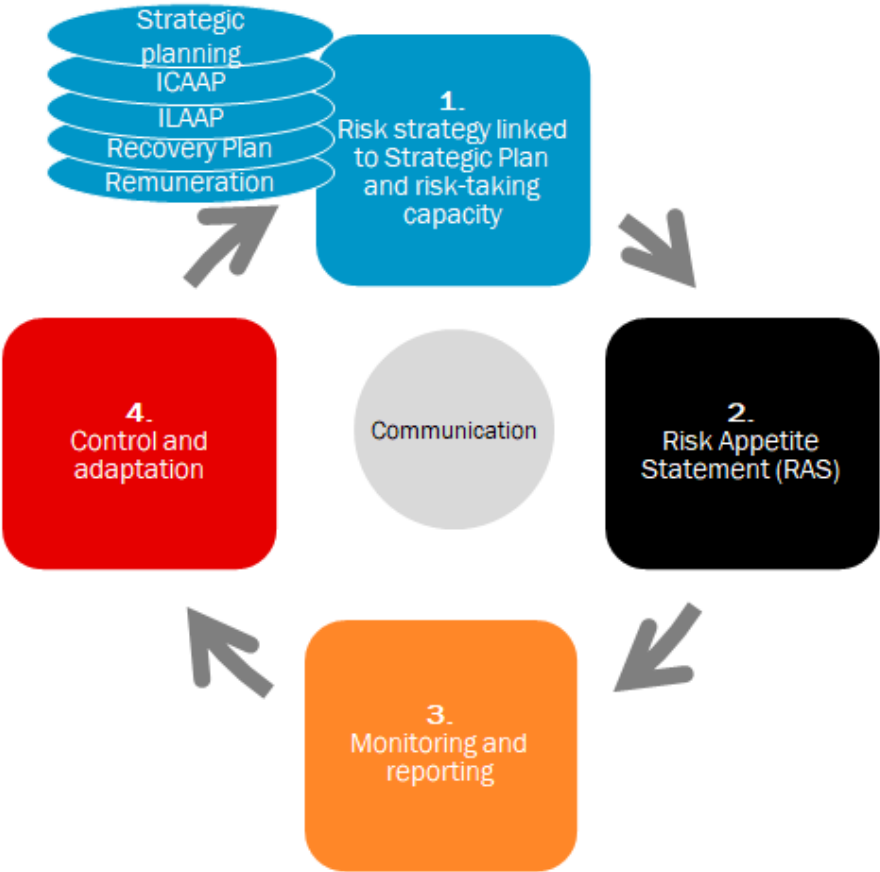 Strategic
planning
ICAAP
ILAAP
Recovery Plan
Remuneration
1.
Risk strategy linked
to Strategic Plan
and risk-taking
capacity
4.
Control and
adaptation
Communication
2.
Risk Appetite
Statement (RAS)
3.
Monitoring and
reporting